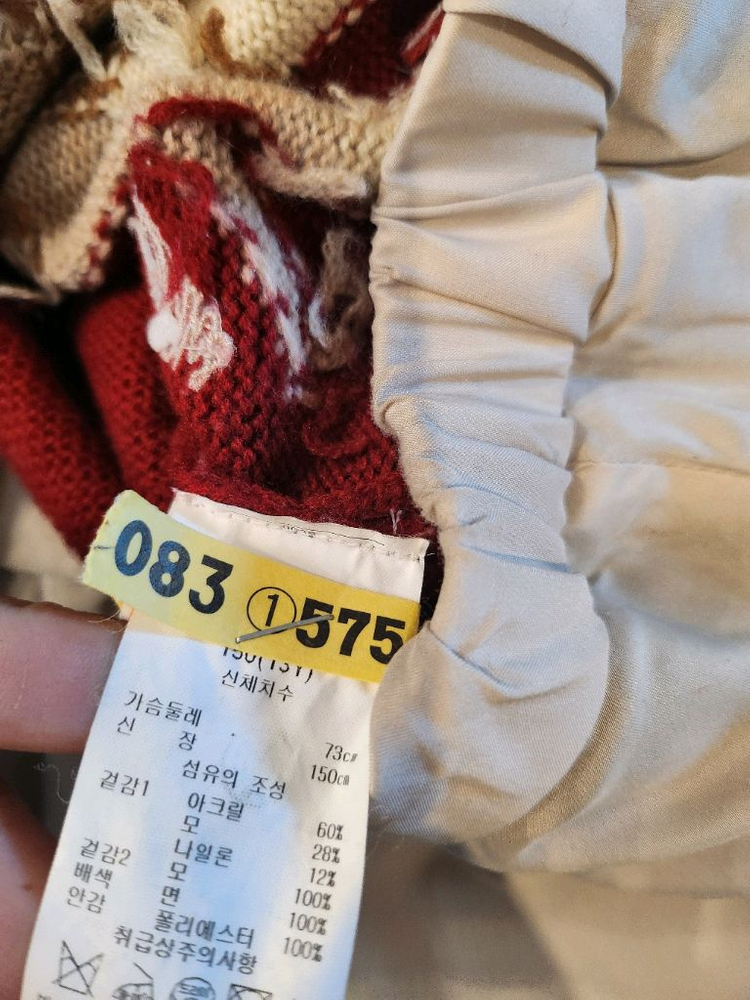 083 ① 575
150(13Y)
신체치수
가슴둘레 73cm
신 장 150cm
섬유의 조성
겉감1 아크릴 60%
모 28%
나일론 12%
겉감2 모 100%
배색 면 100%
안감 폴리에스터 100%
취급상주의사항